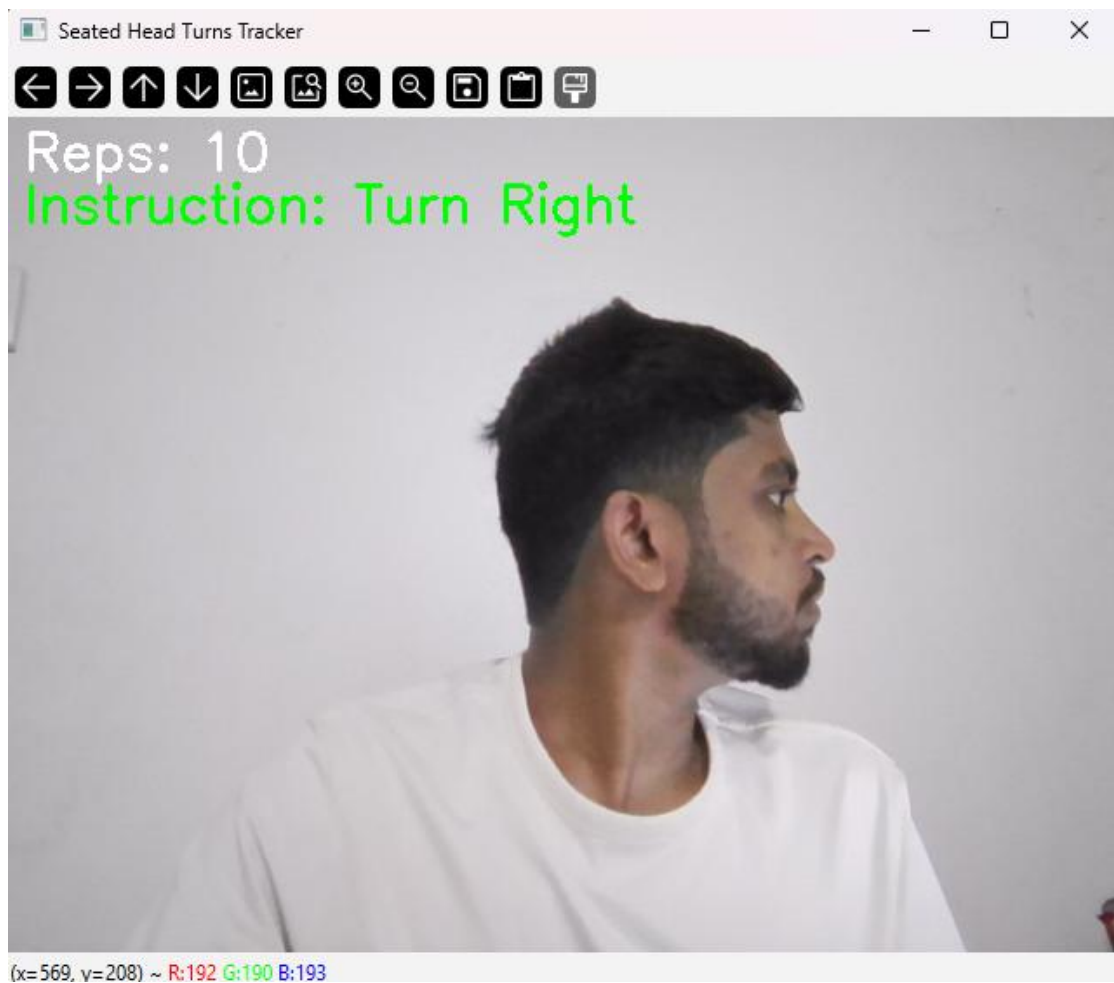 Seated Head Turns Tracker
Reps: 10
Instruction: Turn Right
(x=569, y=208) ~ R:192 G:190 B:193